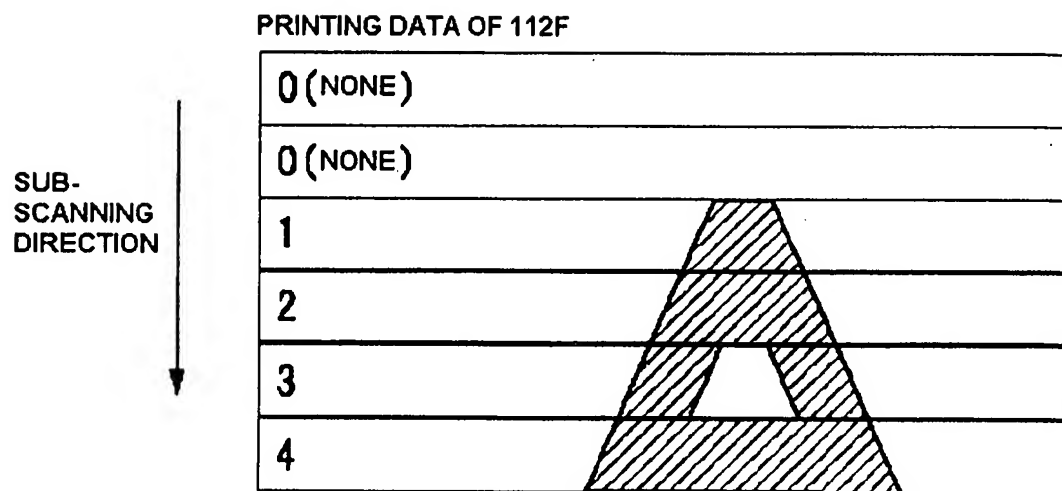 PRINTING DATA OF 112F
0 (NONE)
0 (NONE)
SUB-
SCANNING
DIRECTION
1
2
3
4